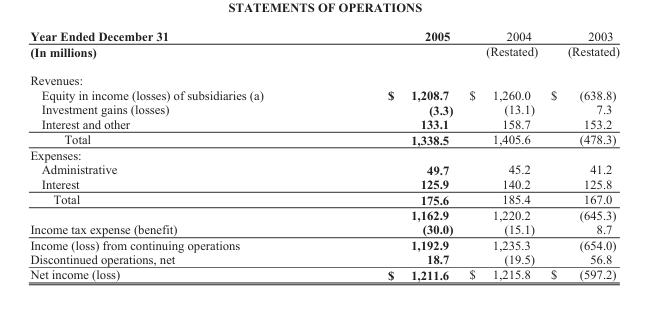 STATEMENTS OF OPERATIONS
Year Ended December 31 2005 2004 2003
(In millions) (Restated) (Restated)
Revenues:
Equity in income (losses) of subsidiaries (a) $ 1,208.7 $ 1,260.0 $ (638.8)
Investment gains (losses) (3.3) (13.1) 7.3
Interest and other 133.1 158.7 153.2
Total 1,338.5 1,405.6 (478.3)
Expenses:
Administrative 49.7 45.2 41.2
Interest 125.9 140.2 125.8
Total 175.6 185.4 167.0
1,162.9 1,220.2 (645.3)
Income tax expense (benefit) (30.0) (15.1) 8.7
Income (loss) from continuing operations 1,192.9 1,235.3 (654.0)
Discontinued operations, net 18.7 (19.5) 56.8
Net income (loss) $ 1,211.6 $ 1,215.8 $ (597.2)